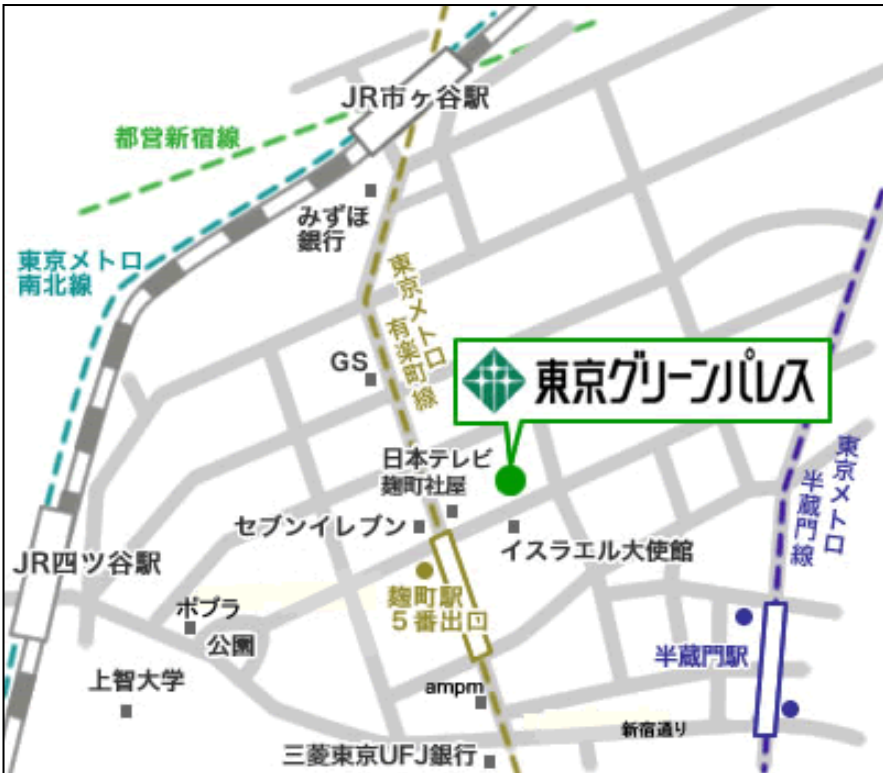 JR市ヶ谷駅
都営新宿線
みずほ
銀行
東京メトロ
南北線
東京メトロ
有楽町線
GS
東京グリーンパレス
日本テレビ
麹町社屋
セブンイレブン
イスラエル大使館
東京メトロ
半蔵門線
JR四ツ谷駅
ポプラ
公園
麹町駅
5番出口
半蔵門駅
上智大学
ampm
新宿通り
三菱東京UFJ銀行